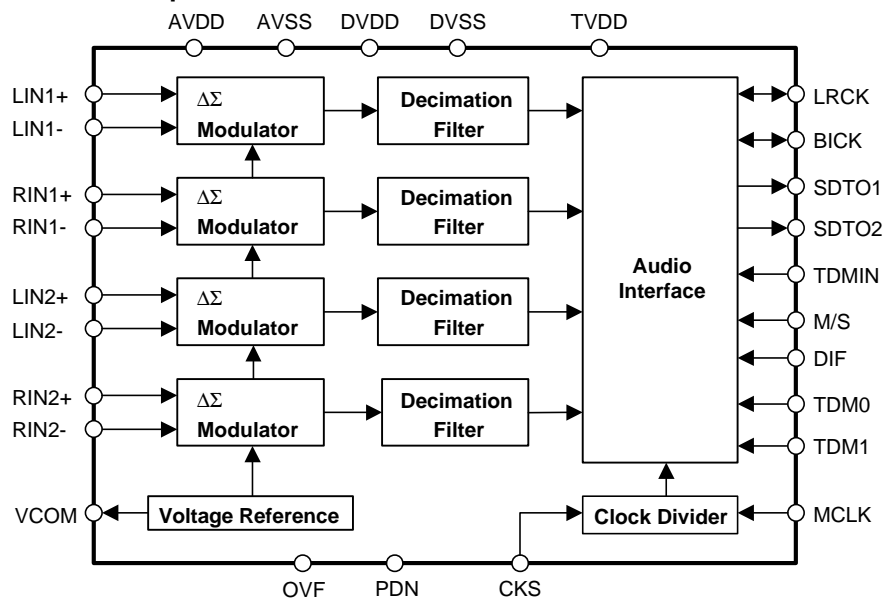 AVDD AVSS DVDD DVSS TVDD
LIN1+
LIN1-
ΔΣ
Modulator
Decimation
Filter
RIN1+
RIN1-
ΔΣ
Modulator
Decimation
Filter
LIN2+
LIN2-
ΔΣ
Modulator
Decimation
Filter
RIN2+
RIN2-
ΔΣ
Modulator
Decimation
Filter
Audio
Interface
LRCK
BICK
SDTO1
SDTO2
TDMIN
M/S
DIF
TDM0
TDM1
VCOM
Voltage Reference
Clock Divider
MCLK
OVF PDN CKS